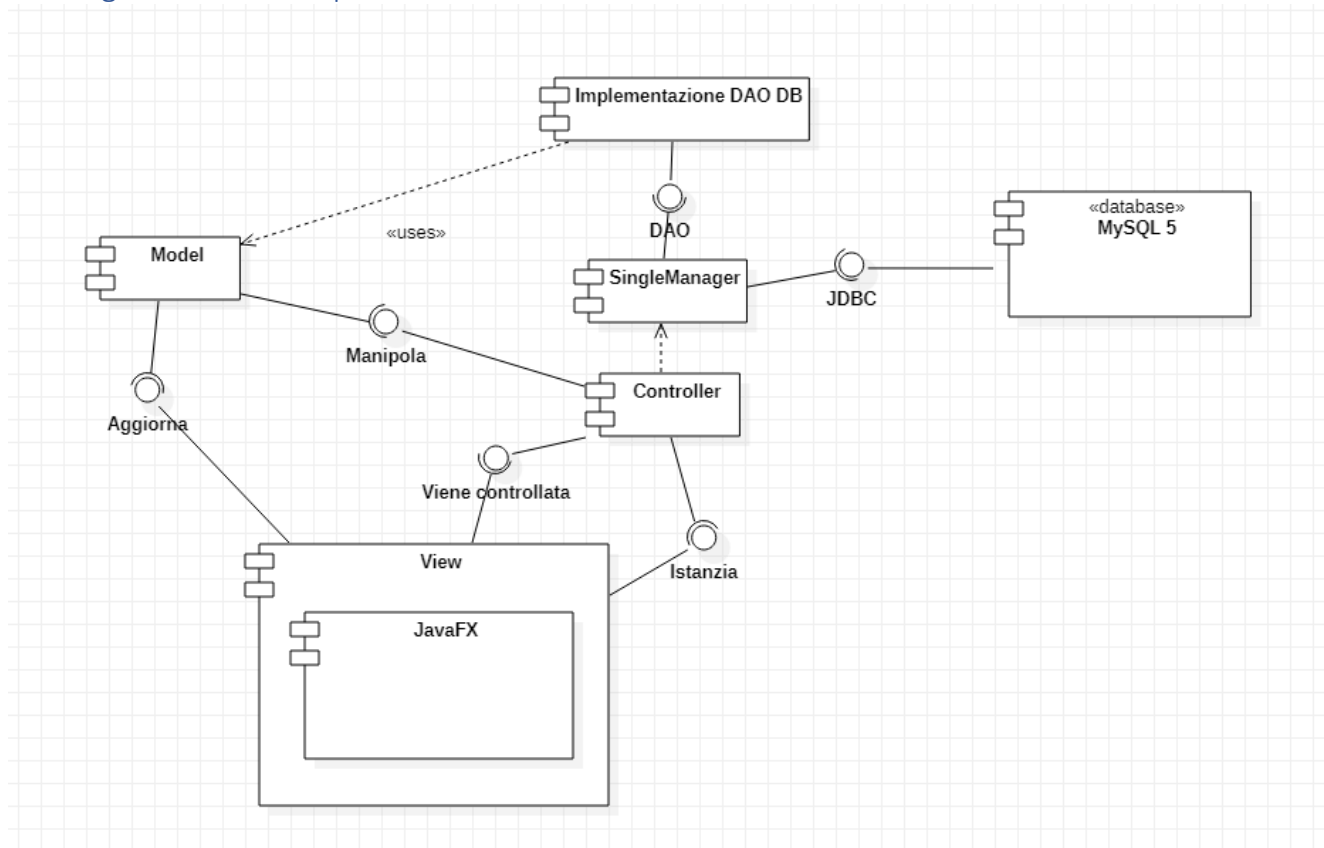 Implementazione DAO DB
DAO
«database»
MySQL 5
«uses»
Model
SingleManager
JDBC
Manipola
Controller
Aggiorna
Viene controllata
View
Istanzia
JavaFX